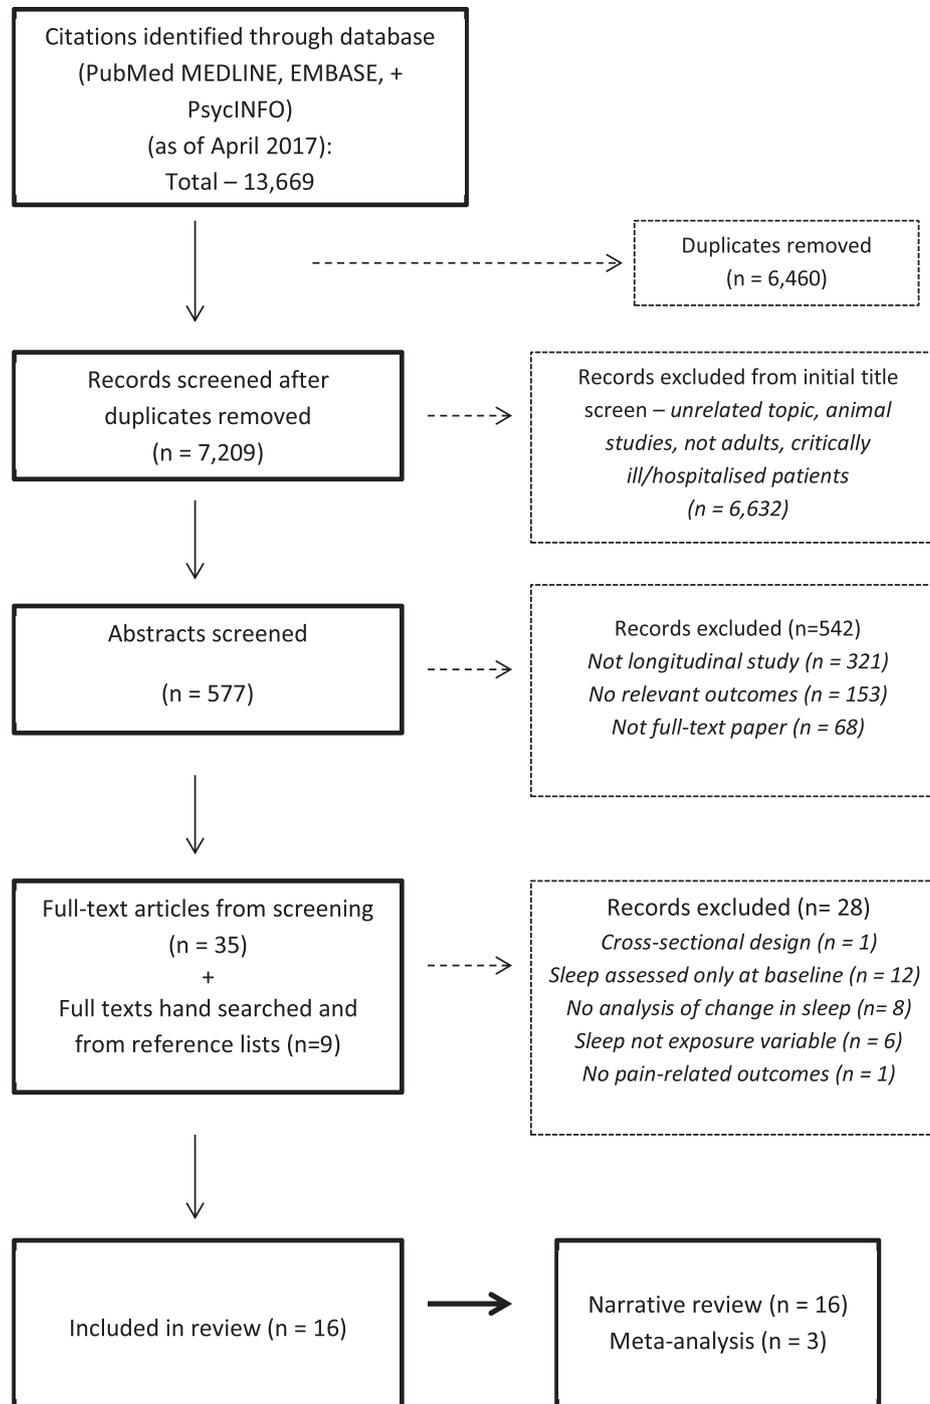 Citations identified through database
(PubMed MEDLINE, EMBASE, +
PsycINFO)
(as of April 2017):
Total – 13,669
Duplicates removed
(n = 6,460)
Records screened after
duplicates removed
(n = 7,209)
Records excluded from initial title
screen – unrelated topic, animal
studies, not adults, critically
ill/hospitalised patients
(n = 6,632)
Abstracts screened
(n = 577)
Records excluded (n=542)
Not longitudinal study (n = 321)
No relevant outcomes (n = 153)
Not full-text paper (n = 68)
Full-text articles from screening
(n = 35)
+
Full texts hand searched and
from reference lists (n=9)
Records excluded (n= 28)
Cross-sectional design (n = 1)
Sleep assessed only at baseline (n = 12)
No analysis of change in sleep (n= 8)
Sleep not exposure variable (n = 6)
No pain-related outcomes (n = 1)
Included in review (n = 16)
Narrative review (n = 16)
Meta-analysis (n = 3)